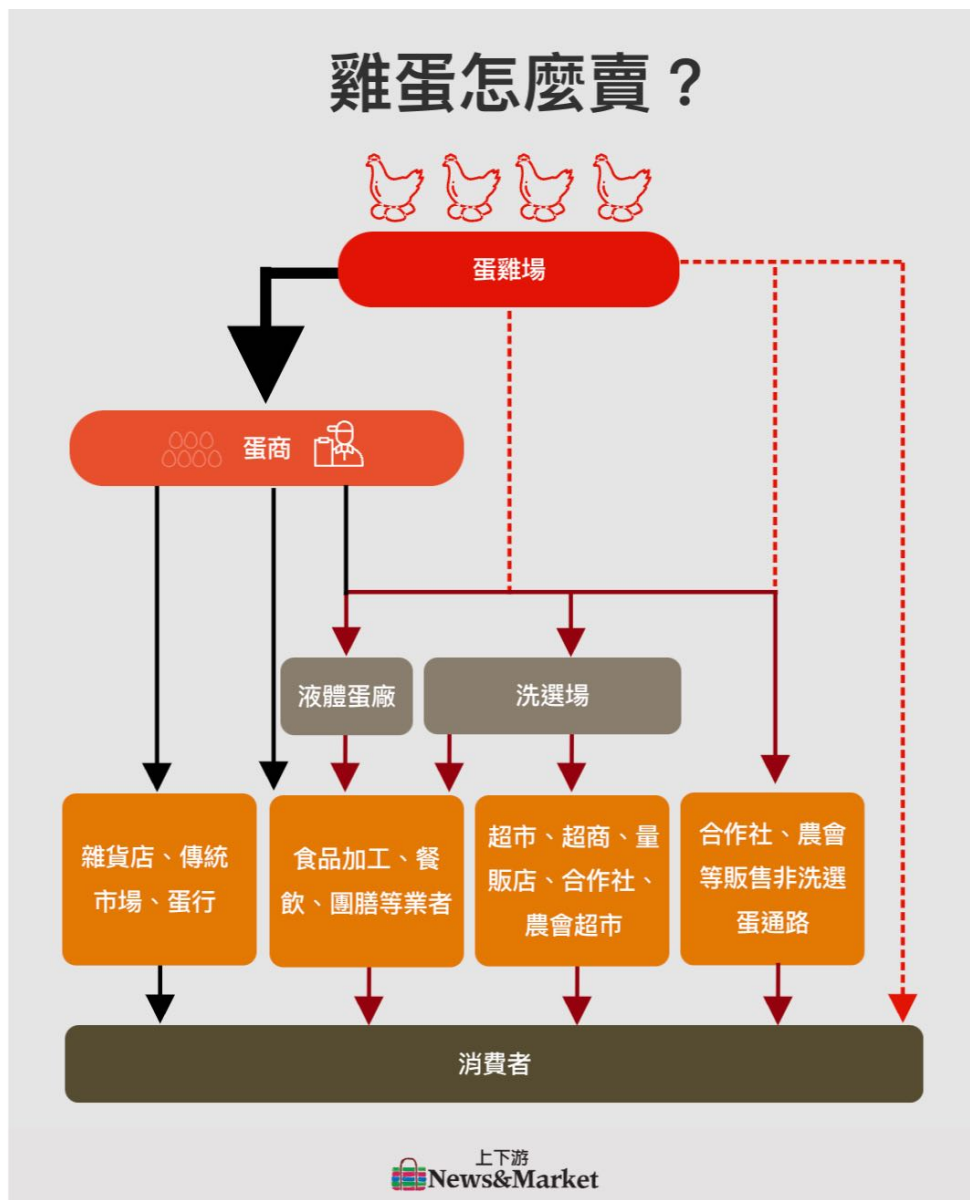 雞蛋怎麼賣？
蛋雞場
蛋商
液體蛋廠
洗選場
雜貨店、傳統
市場、蛋行
食品加工、餐
飲、團膳等業者
超市、超商、量
販店、合作社、
農會超市
合作社、農會
等販售非洗選
蛋通路
消費者
上下游
News&Market